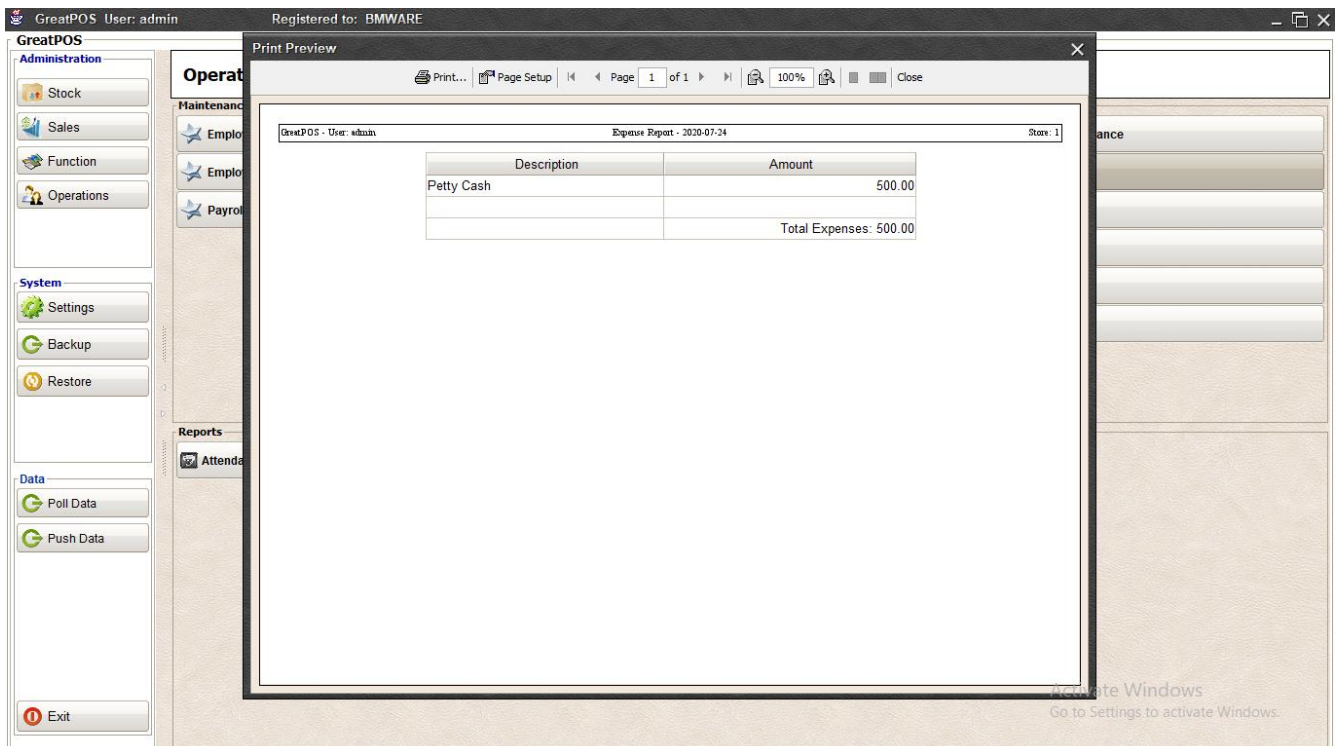 GreatPOS User: admin Registered to: BMWARE
GreatPOS
Administration
Stock
Sales
Function
Operations
System
Settings
Backup
Restore
Data
Poll Data
Push Data
Exit
Operat
Maintenanc
Emplo
Emplo
Payrol
Reports
Attenda
Print Preview
Print... Page Setup Page 1 of 1 100% Close
GreatPOS - User: admin Expense Report - 2020-07-24 Store: 1
Description Amount
Petty Cash 500.00
Total Expenses: 500.00
ance
Activate Windows
Go to Settings to activate Windows.